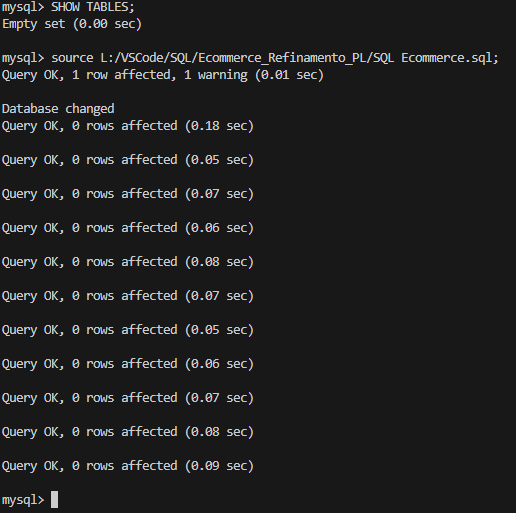 mysql> SHOW TABLES;
Empty set (0.00 sec)
mysql> source L:/VSCode/SQL/Ecommerce_Refinamento_PL/SQL Ecommerce.sql;
Query OK, 1 row affected, 1 warning (0.01 sec)
Database changed
Query OK, 0 rows affected (0.18 sec)
Query OK, 0 rows affected (0.05 sec)
Query OK, 0 rows affected (0.07 sec)
Query OK, 0 rows affected (0.06 sec)
Query OK, 0 rows affected (0.08 sec)
Query OK, 0 rows affected (0.07 sec)
Query OK, 0 rows affected (0.05 sec)
Query OK, 0 rows affected (0.06 sec)
Query OK, 0 rows affected (0.07 sec)
Query OK, 0 rows affected (0.08 sec)
Query OK, 0 rows affected (0.09 sec)
mysql>